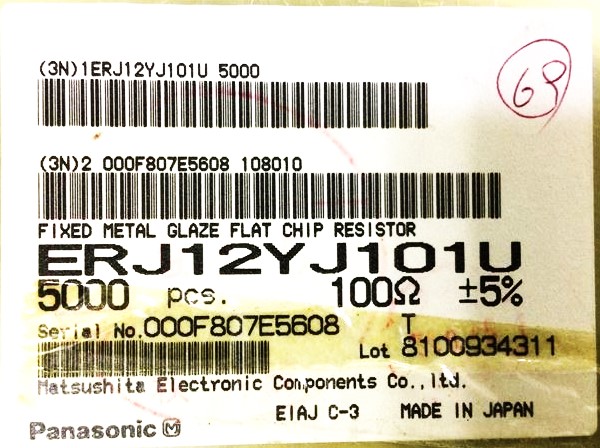 (3N)1ERJ12YJ101U 5000
69
(3N)2 000F807E5608 108010
FIXED METAL GLAZE FLAT CHIP RESISTOR
ERJ12YJ101U
5000 pcs. 100Ω ±5%
Serial No.000F807E5608 T
Lot 8100934311
Matsushita Electronic Components Co.,ltd.
EIAJ C-3 MADE IN JAPAN
Panasonic M